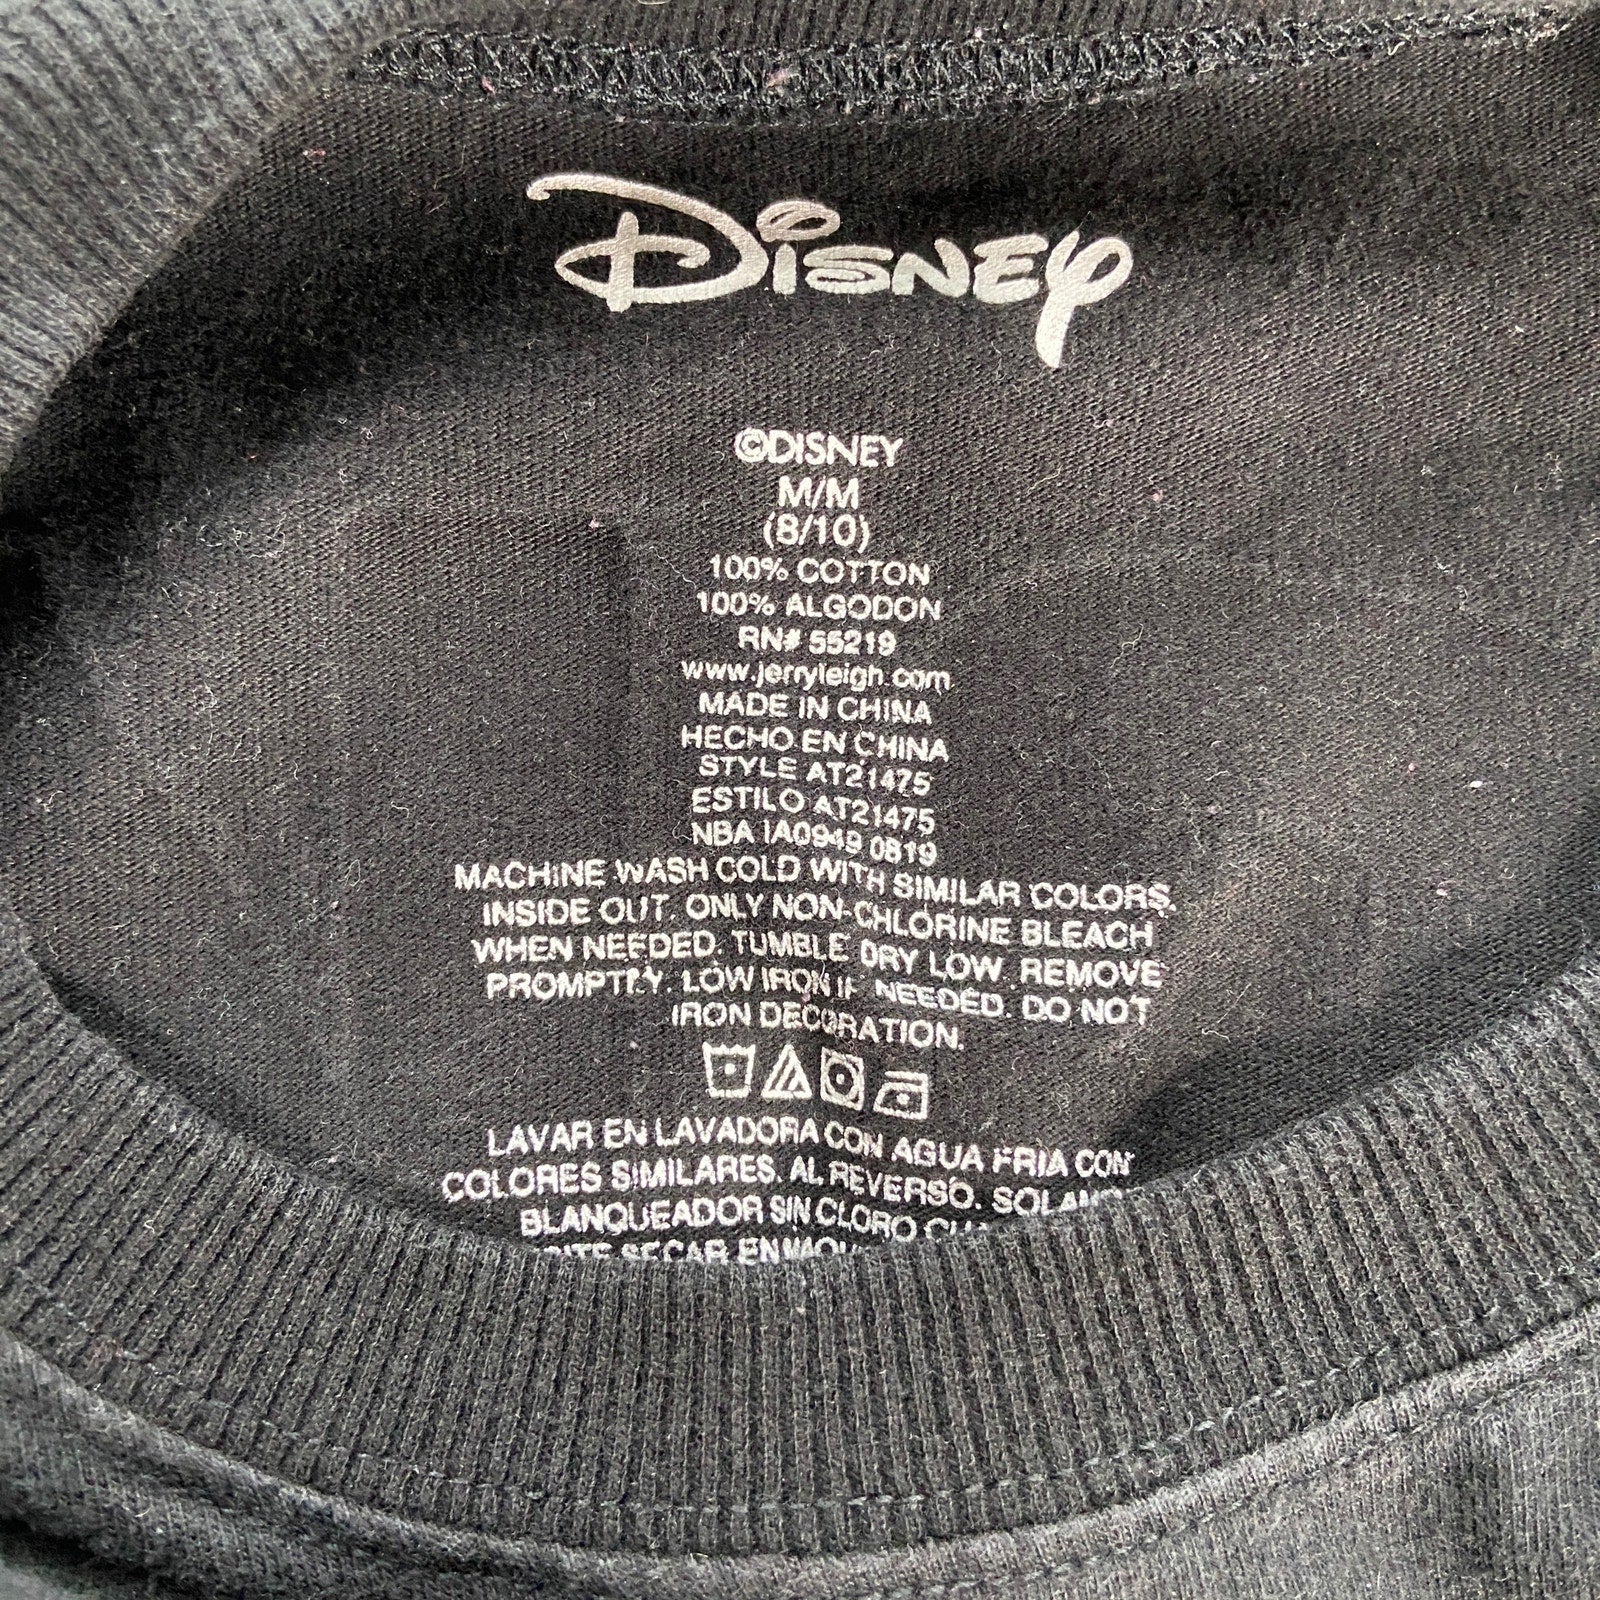 Disney
©DISNEY
M/M
(8/10)
100% COTTON
100% ALGODON
RN# 55219
www.jerryleigh.com
MADE IN CHINA
HECHO EN CHINA
STYLE AT21475
ESTILO AT21475
NBA IA0949 0819
MACHINE WASH COLD WITH SIMILAR COLORS.
INSIDE OUT. ONLY NON-CHLORINE BLEACH
WHEN NEEDED. TUMBLE DRY LOW. REMOVE
PROMPTLY. LOW IRON IF NEEDED. DO NOT
IRON DECORATION.
LAVAR EN LAVADORA CON AGUA FRIA CON
COLORES SIMILARES. AL REVERSO.
BLANQUEADOR SIN CLORO
SECAR EN